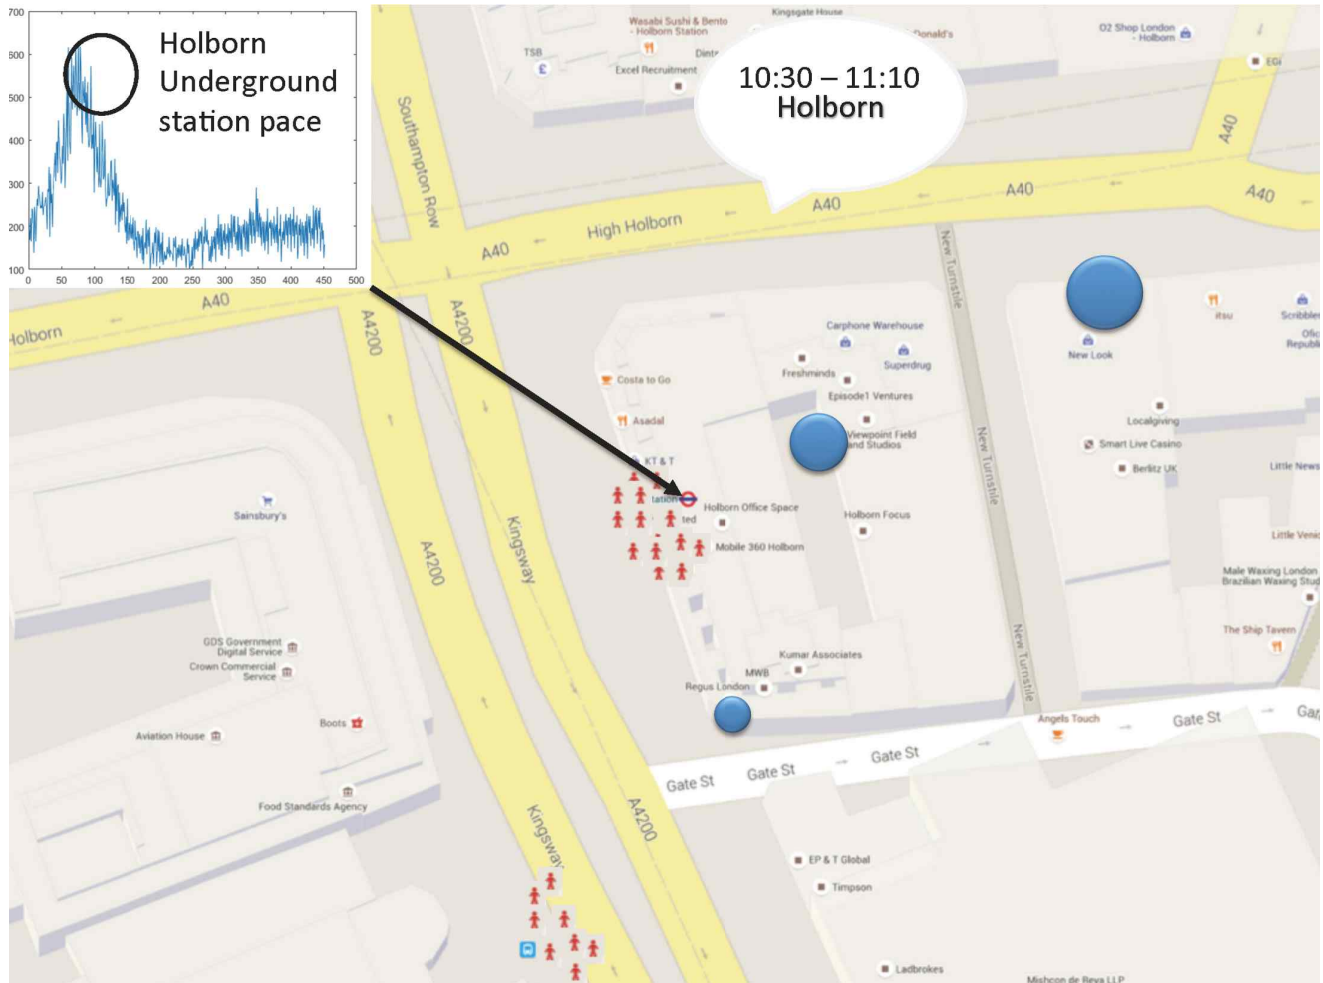 700
600
500
400
300
200
100
0
50
100
150
200
250
300
350
400
450
500
Holborn
Underground
station pace
Kingsgate House
Wasabi Sushi & Bento
- Holborn Station
TSB
Excel Recruitment
O2 Shop London
- Holborn
EGi
10:30 – 11:10
Holborn
Southampton Row
A40
A40
A40
A40
High Holborn
A40
A40
Holborn
A4200
A4200
New Turnstile
Carphone Warehouse
Superdrug
Freshminds
Episode1 Ventures
itsu
New Look
Costa to Go
Asadal
Viewpoint Field
and Studios
Localgiving
Smart Live Casino
Berlitz UK
KT & T
New Turnstile
Sainsbury's
Holborn Office Space
Holborn Focus
Mobile 360 Holborn
Kingsway
A4200
Male Waxing London -
Brazilian Waxing Stud
The Ship Tavern
GDS Government
Digital Service
Crown Commercial
Service
Kumar Associates
MWB
Regus London
New Turnstile
Boots
Aviation House
Angels Touch
Gate St
Gate St
Gate St
Gate St
Food Standards Agency
A4200
Kingsway
EP & T Global
Timpson
Ladbrokes
Mishcon de Reya LLP